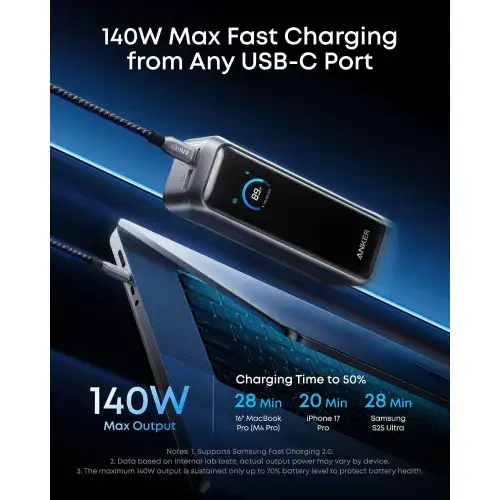 140W Max Fast Charging
from Any USB-C Port
ANKER
89%
ANKER
140W
Max Output
Charging Time to 50%
28 Min
16" MacBook
Pro (M4 Pro)
20 Min
iPhone 17
Pro
28 Min
Samsung
S25 Ultra
Notes: 1. Supports Samsung Fast Charging 2.0.
2. Data based on internal lab tests; actual output power may vary by device.
3. The maximum 140W output is sustained only up to 70% battery level to protect battery health.